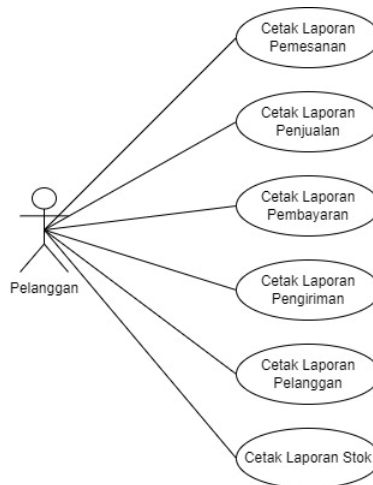 Cetak Laporan
Pemesanan
Cetak Laporan
Penjualan
Cetak Laporan
Pembayaran
Pelanggan
Cetak Laporan
Pengiriman
Cetak Laporan
Pelanggan
Cetak Laporan Stok